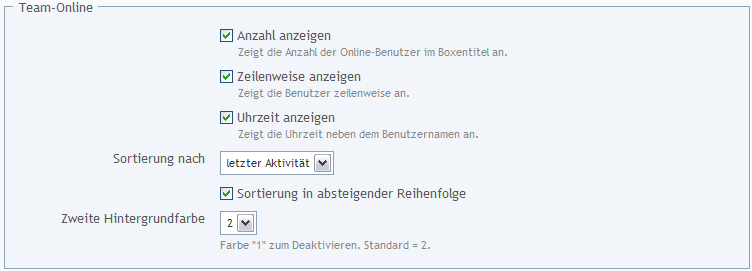 Team-Online
Anzahl anzeigen
Zeigt die Anzahl der Online-Benutzer im Boxentitel an.
Zeilenweise anzeigen
Zeigt die Benutzer zeilenweise an.
Uhrzeit anzeigen
Zeigt die Uhrzeit neben dem Benutzernamen an.
Sortierung nach letzter Aktivität
Sortierung in absteigender Reihenfolge
Zweite Hintergrundfarbe 2
Farbe "1" zum Deaktivieren. Standard = 2.